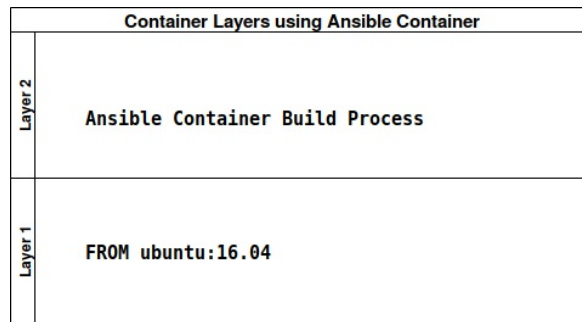 Container Layers using Ansible Container
Layer 2
Ansible Container Build Process
Layer 1
FROM ubuntu:16.04